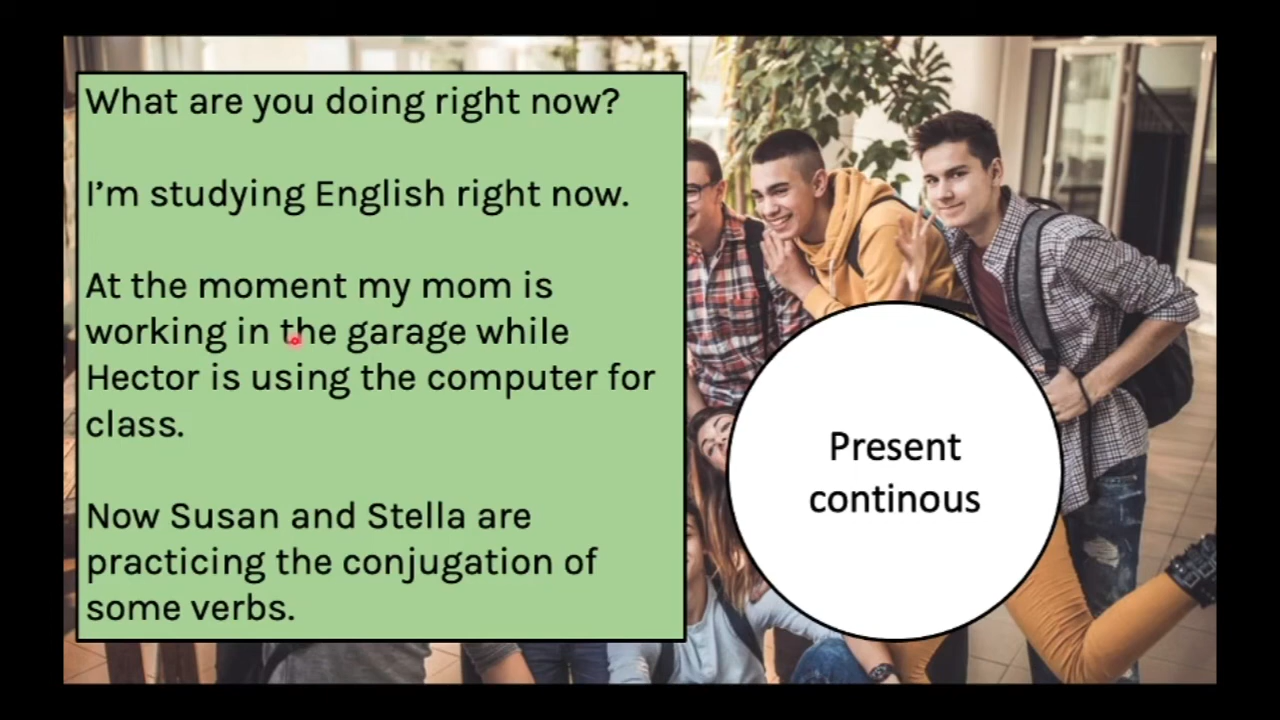 What are you doing right now?
I'm studying English right now.
At the moment my mom is
working in the garage while
Hector is using the computer for
class.
Now Susan and Stella are
practicing the conjugation of
some verbs.
Present
continous